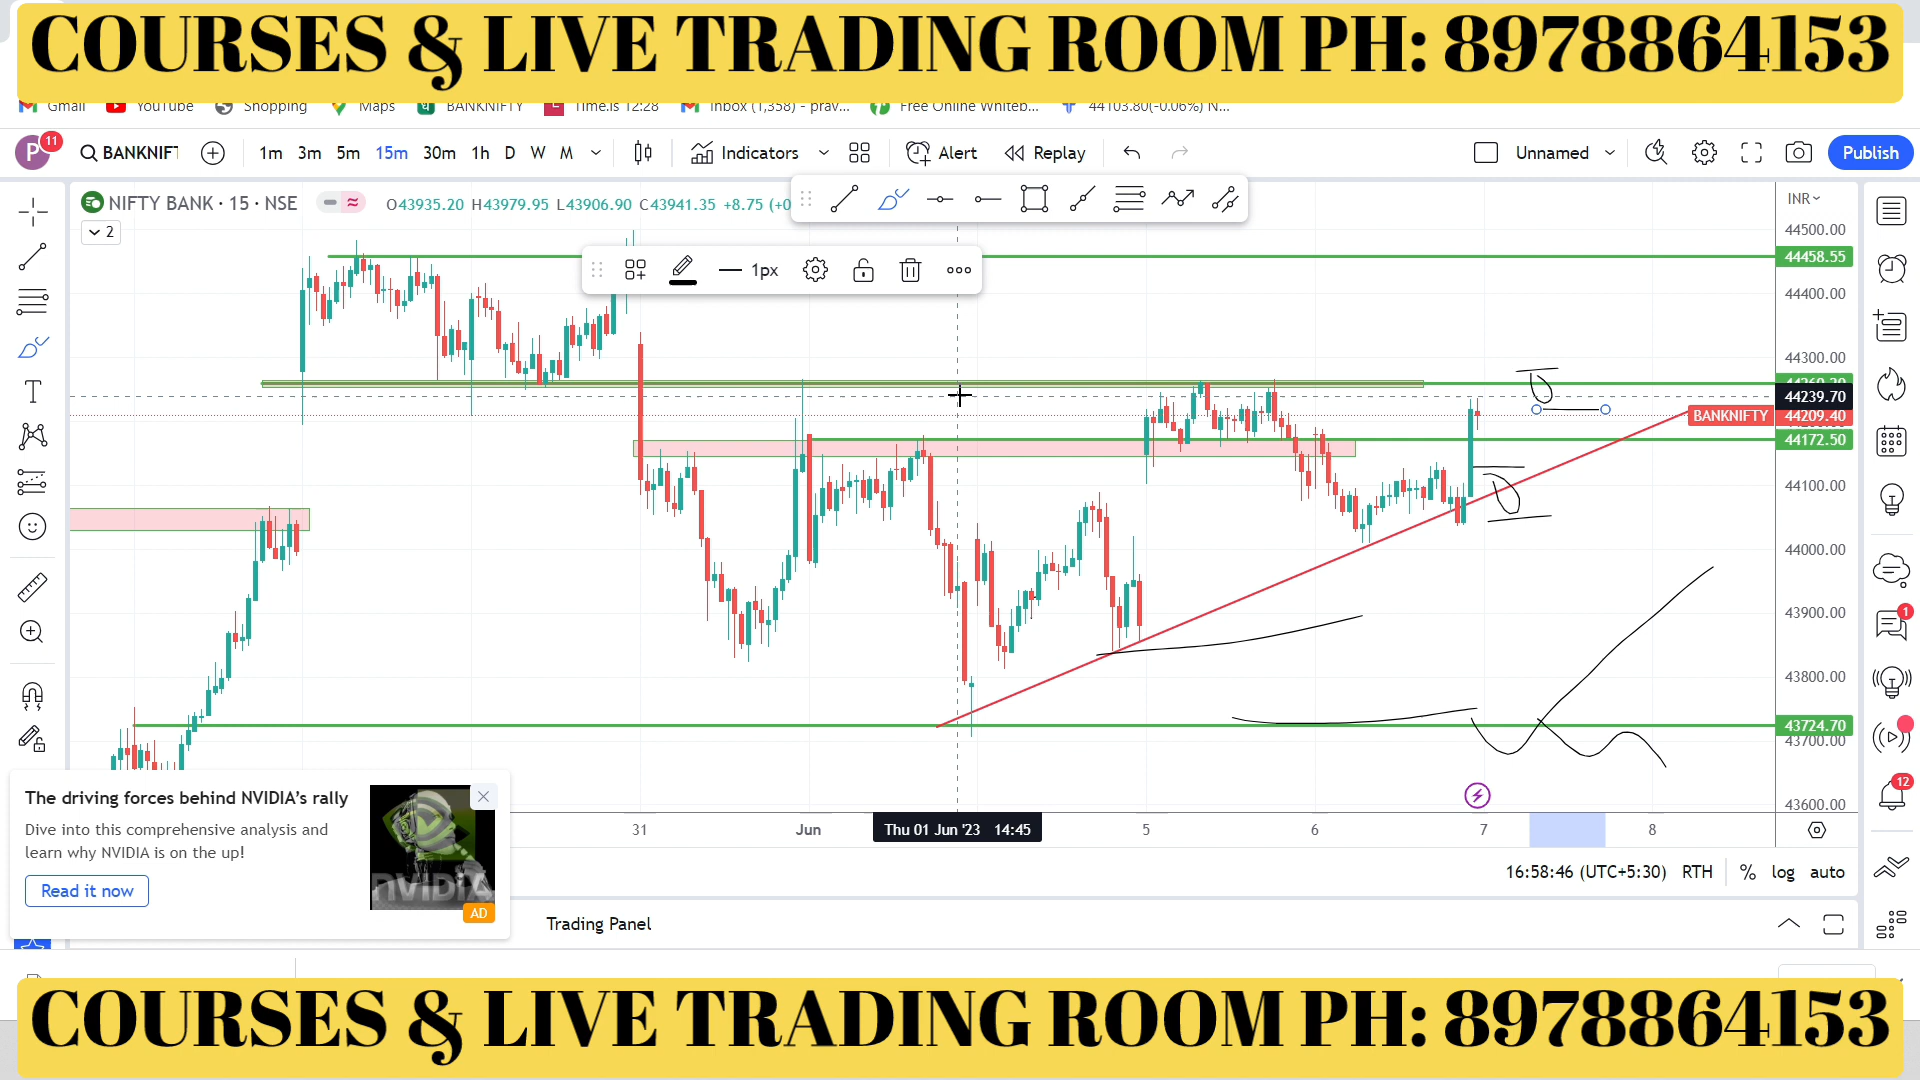 COURSES & LIVE TRADING ROOM PH: 8978864153
Gmail YouTube Shopping Maps BANKNIFTY Time.is 12:28 Inbox (1,358) - prav... Free Online Whiteb... 44103.80(-0.06%) N...
P 11 BANKNIFT 1m 3m 5m 15m 30m 1h D W M Indicators Alert Replay Unnamed Publish
NIFTY BANK · 15 · NSE O43935.20 H43979.95 L43906.90 C43941.35 +8.75 (+0
INR
2
44500.00
44458.55
1px
44400.00
44300.00
44239.70
BANKNIFTY 44209.40
44172.50
44100.00
44000.00
43900.00
43800.00
43724.70
43700.00
43600.00
1
12
The driving forces behind NVIDIA's rally
Dive into this comprehensive analysis and
learn why NVIDIA is on the up!
Read it now
NVIDIA
AD
31 Jun Thu 01 Jun '23 14:45 5 6 7 8
16:58:46 (UTC+5:30) RTH % log auto
Trading Panel
COURSES & LIVE TRADING ROOM PH: 8978864153